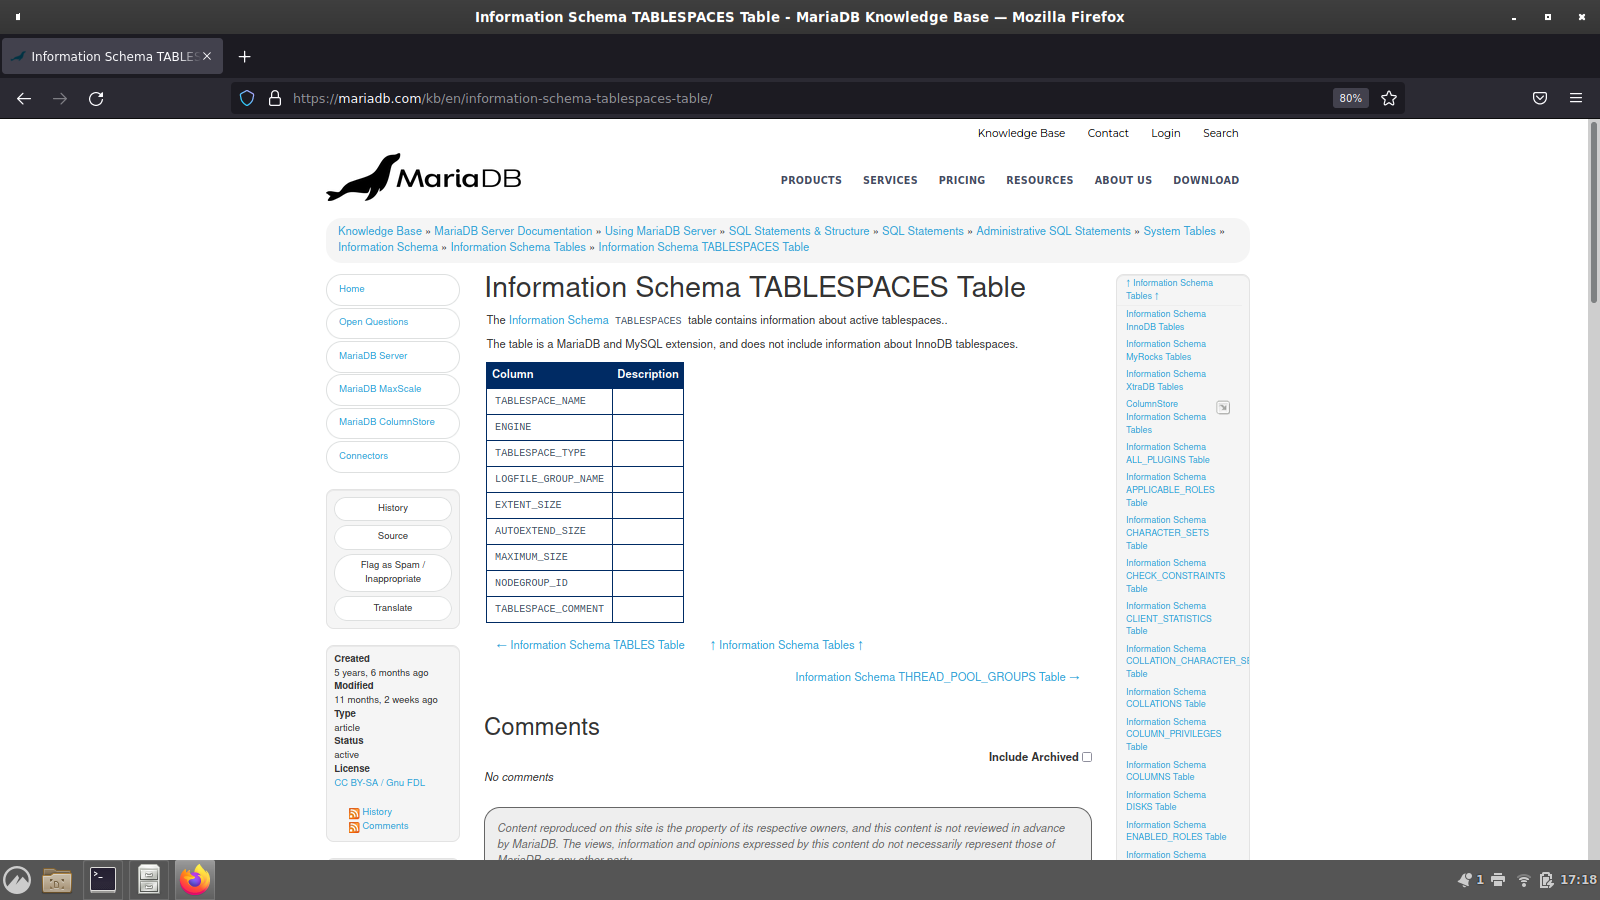 Information Schema TABLESPACES Table - MariaDB Knowledge Base — Mozilla Firefox
Information Schema TABLES
https://mariadb.com/kb/en/information-schema-tablespaces-table/
80%
Knowledge Base Contact Login Search
MariaDB
PRODUCTS SERVICES PRICING RESOURCES ABOUT US DOWNLOAD
Knowledge Base » MariaDB Server Documentation » Using MariaDB Server » SQL Statements & Structure » SQL Statements » Administrative SQL Statements » System Tables »
Information Schema » Information Schema Tables » Information Schema TABLESPACES Table
Home
Open Questions
MariaDB Server
MariaDB MaxScale
MariaDB ColumnStore
Connectors
History
Source
Flag as Spam /
Inappropriate
Translate
Created
5 years, 6 months ago
Modified
11 months, 2 weeks ago
Type
article
Status
active
License
CC BY-SA / Gnu FDL
History
Comments
Information Schema TABLESPACES Table
The Information Schema TABLESPACES table contains information about active tablespaces..
The table is a MariaDB and MySQL extension, and does not include information about InnoDB tablespaces.
Column Description
TABLESPACE_NAME
ENGINE
TABLESPACE_TYPE
LOGFILE_GROUP_NAME
EXTENT_SIZE
AUTOEXTEND_SIZE
MAXIMUM_SIZE
NODEGROUP_ID
TABLESPACE_COMMENT
← Information Schema TABLES Table ↑ Information Schema Tables ↑
Information Schema THREAD_POOL_GROUPS Table →
Comments
Include Archived
No comments
Content reproduced on this site is the property of its respective owners, and this content is not reviewed in advance
by MariaDB. The views, information and opinions expressed by this content do not necessarily represent those of
MariaDB or any other party.
↑ Information Schema
Tables ↑
Information Schema
InnoDB Tables
Information Schema
MyRocks Tables
Information Schema
XtraDB Tables
ColumnStore
Information Schema
Tables
Information Schema
ALL_PLUGINS Table
Information Schema
APPLICABLE_ROLES
Table
Information Schema
CHARACTER_SETS
Table
Information Schema
CHECK_CONSTRAINTS
Table
Information Schema
CLIENT_STATISTICS
Table
Information Schema
COLLATION_CHARACTER_SE
Table
Information Schema
COLLATIONS Table
Information Schema
COLUMN_PRIVILEGES
Table
Information Schema
COLUMNS Table
Information Schema
DISKS Table
Information Schema
ENABLED_ROLES Table
Information Schema
1
17:18